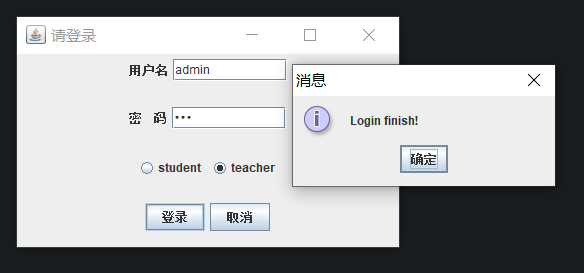 请登录
用户名 admin
密 码 •••
student teacher
登录 取消
消息
Login finish!
确定